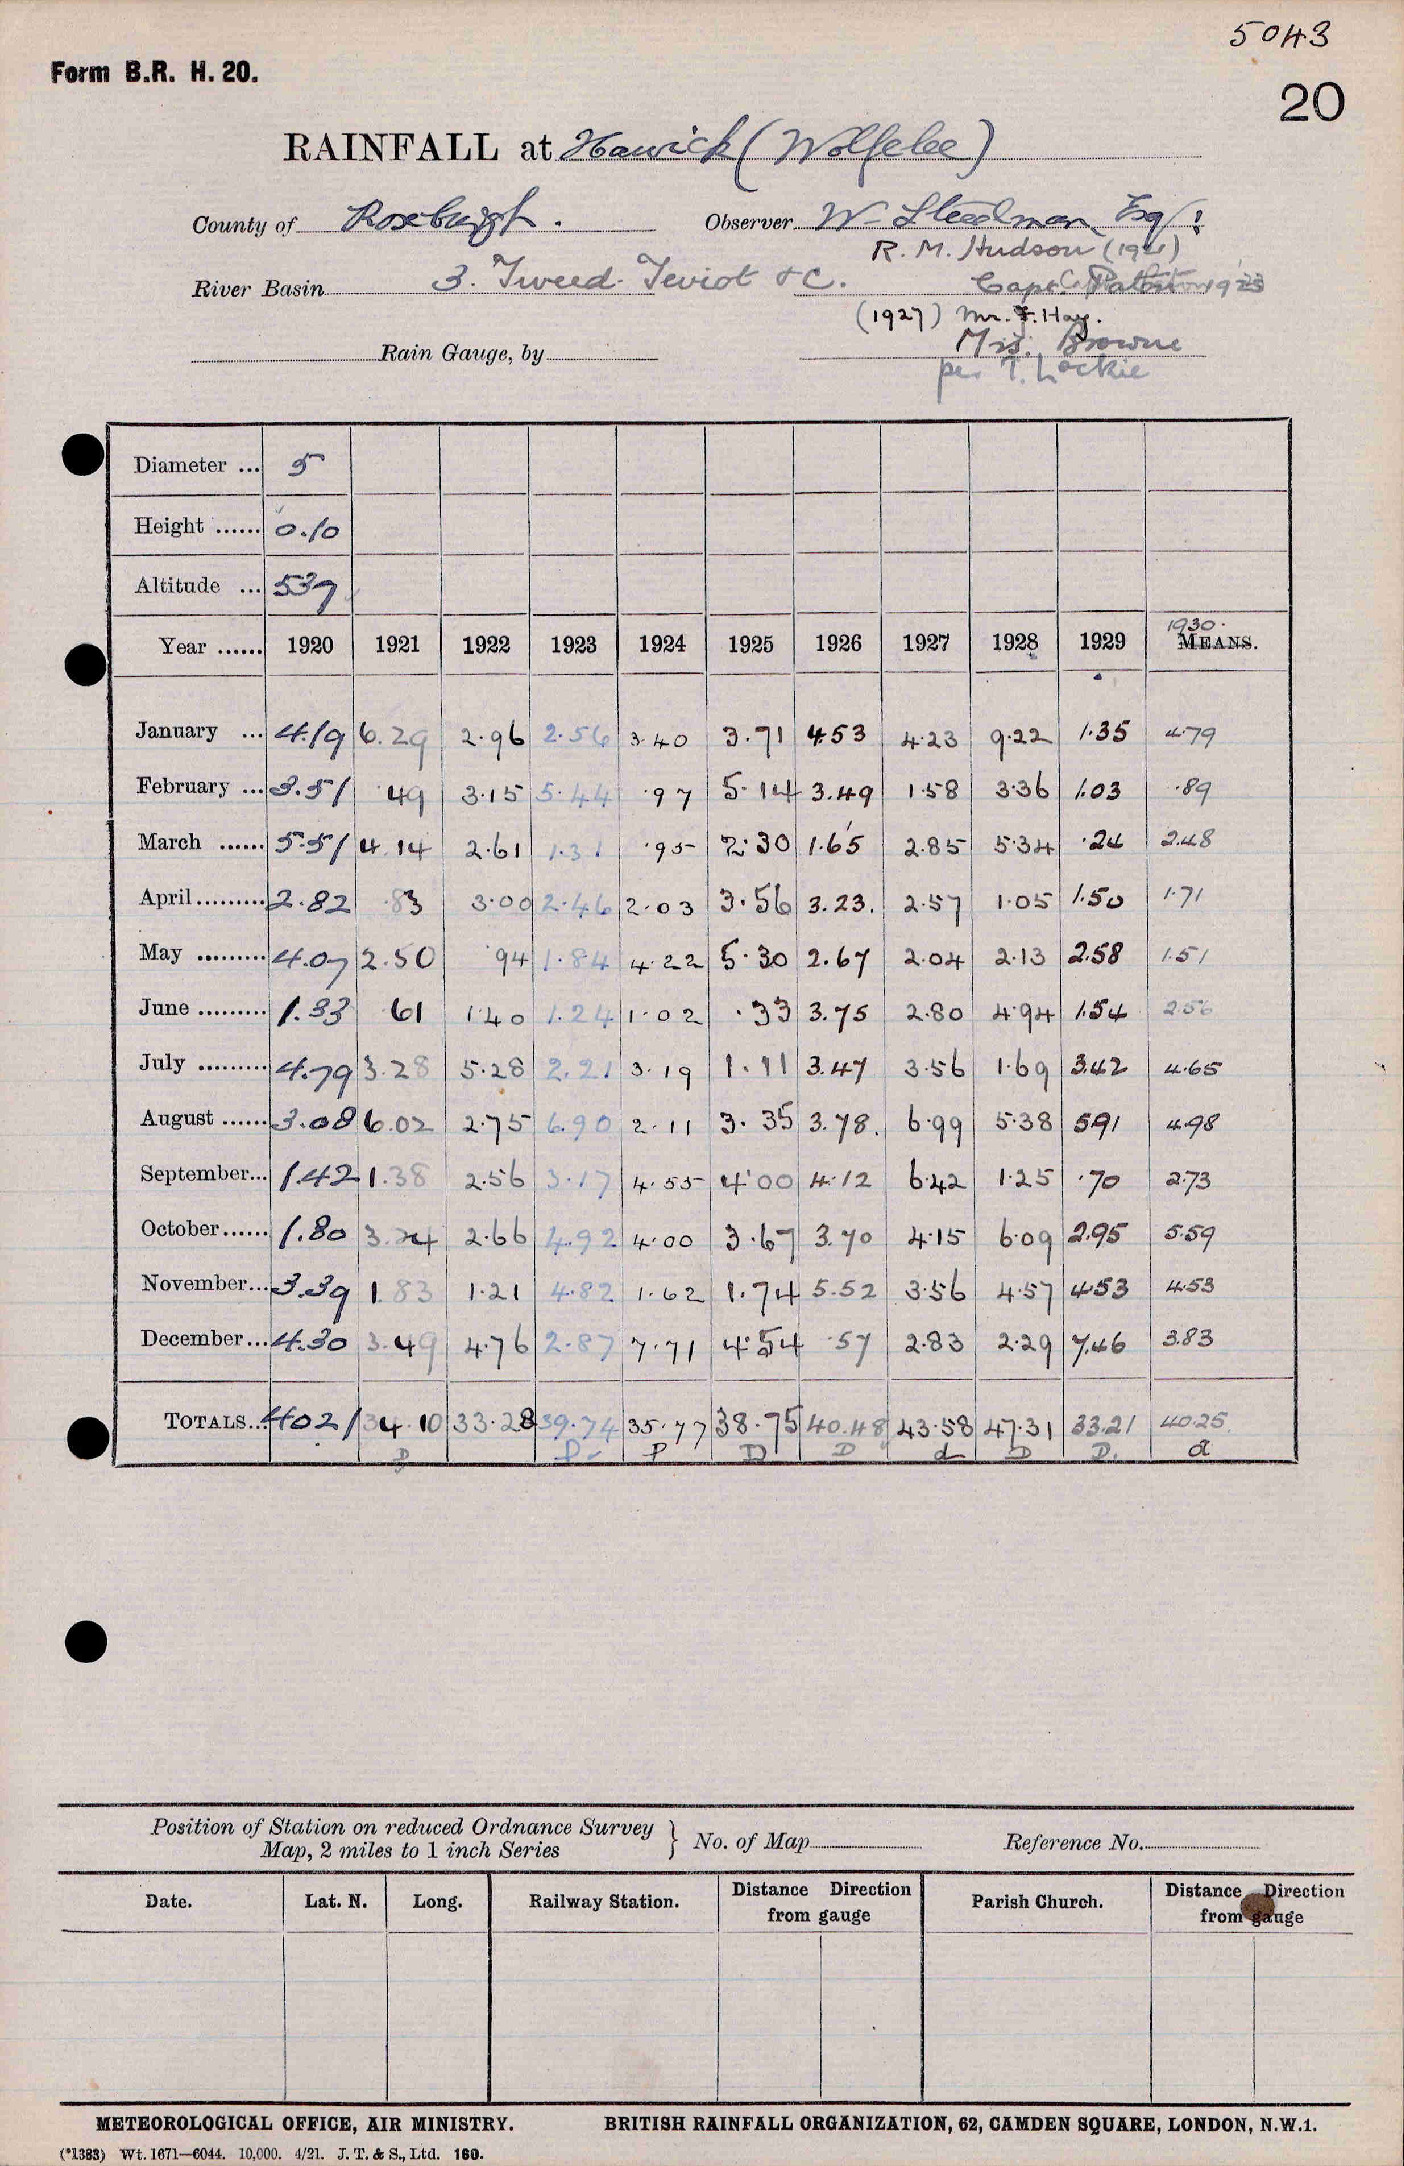 5043
Form B.R. H. 20.
20
RAINFALL at Hawick (Wolfelee)
County of Roxburgh. Observer W Steedman Esq!
R. M. Hudson (1921)
River Basin 3. Tweed-Teviot &C. Capt. 1923
(1927) Mr. F. Hay.
Rain Gauge, by Mrs. Browne
per T. Lockie
Diameter ... 5
Height ...... 0.10
Altitude ... 537
1930.
Year ...... 1920 1921 1922 1923 1924 1925 1926 1927 1928 1929 MEANS.
January ... 4.19 6.29 2.96 2.56 3.40 3.71 4.53 4.23 9.22 1.35 4.79
February ... 3.51 .49 3.15 5.44 .97 5.14 3.49 1.58 3.36 1.03 .89
March ...... 5.51 4.14 2.61 1.31 .95 2.30 1.65 2.85 5.34 .24 2.48
April ......... 2.82 .83 3.00 2.46 2.03 3.56 3.23. 2.57 1.05 1.50 1.71
May ......... 4.07 2.50 .94 1.84 4.22 5.30 2.67 2.04 2.13 2.58 1.51
June ......... 1.33 61 1.40 1.24 1.02 .33 3.75 2.80 4.94 1.54 2.56
July ......... 4.79 3.28 5.28 2.21 3.19 1.11 3.47 3.56 1.69 3.42 4.65
August ...... 3.08 6.02 2.75 6.90 2.11 3.35 3.78. 6.99 5.38 5.91 4.98
September... 1.42 1.38 2.56 3.17 4.55 4.00 4.12 6.42 1.25 .70 2.73
October...... 1.80 3.24 2.66 4.92 4.00 3.67 3.70 4.15 6.09 2.95 5.59
November... 3.39 1.83 1.21 4.82 1.62 1.74 5.52 3.56 4.57 4.53 4.53
December... 4.30 3.49 4.76 2.87 7.71 4.54 .57 2.83 2.29 7.46 3.83
TOTALS... 4021 34.10 33.28 39.74 35.77 38.75 40.48 43.58 47.31 33.21 40.25
D D P D D d D D. d
Position of Station on reduced Ordnance Survey Map, 2 miles to 1 inch Series } No. of Map Reference No.
Date. Lat. N. Long. Railway Station. Distance Direction from gauge Parish Church. Distance Direction from gauge
METEOROLOGICAL OFFICE, AIR MINISTRY. BRITISH RAINFALL ORGANIZATION, 62, CAMDEN SQUARE, LONDON, N.W.1.
(*1383) Wt. 1671—6044. 10,000. 4/21. J. T. & S., Ltd. 160.